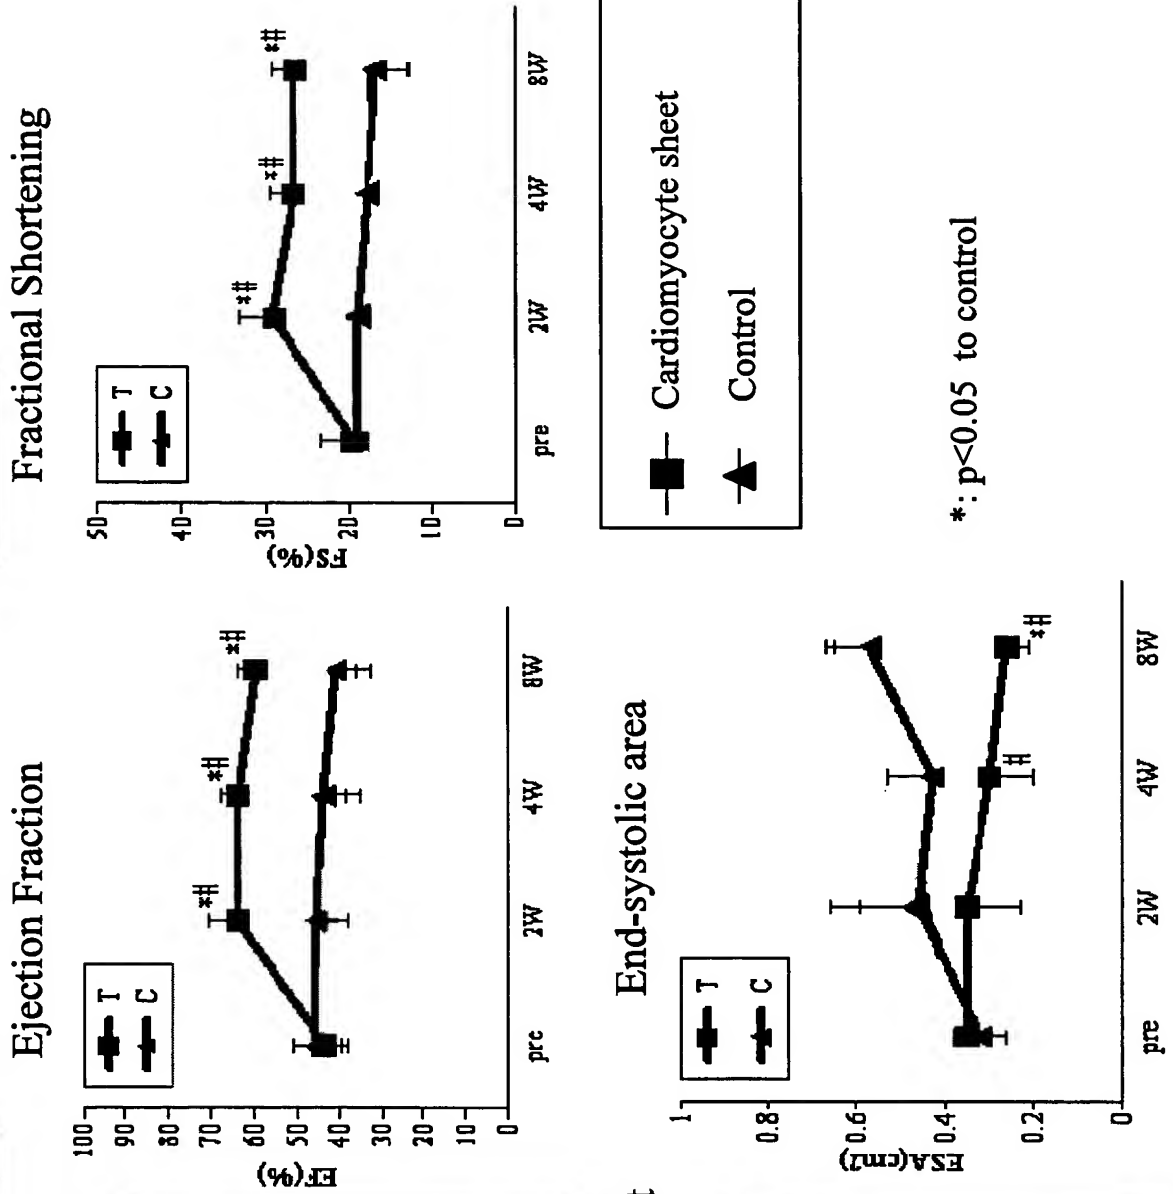 Ejection Fraction
T
C
*#
*#
*#
100
90
80
70
60
50
40
30
20
10
0
EF(%)
pre
2W
4W
8W
Fractional Shortening
T
C
*#
*#
*#
50
40
30
20
10
0
FS(%)
pre
2W
4W
8W
End-systolic area
T
C
#
*#
1
0.8
0.6
0.4
0.2
0
ESA(cm2)
pre
2W
4W
8W
Cardiomyocyte sheet
Control
*: p<0.05 to control